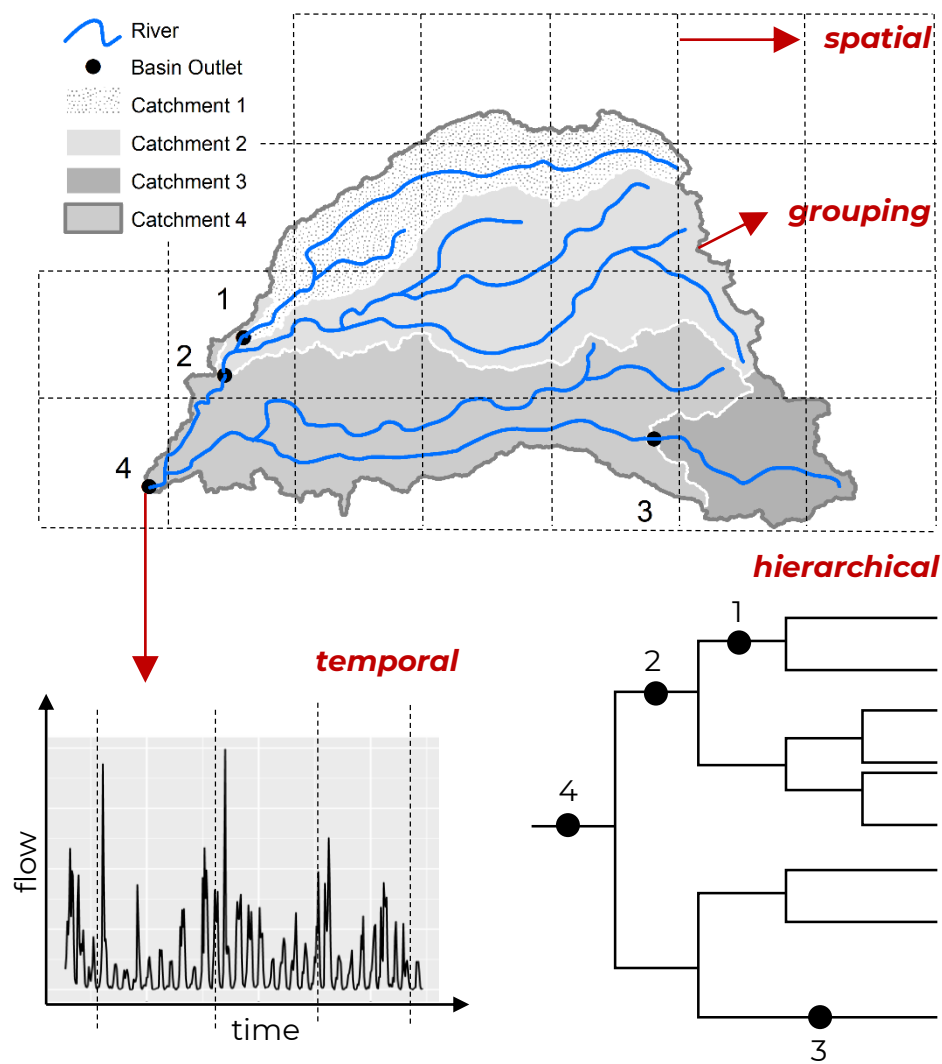 River
Basin Outlet
Catchment 1
Catchment 2
Catchment 3
Catchment 4
spatial
grouping
1
2
4
3
hierarchical
temporal
flow
time
1
2
4
3